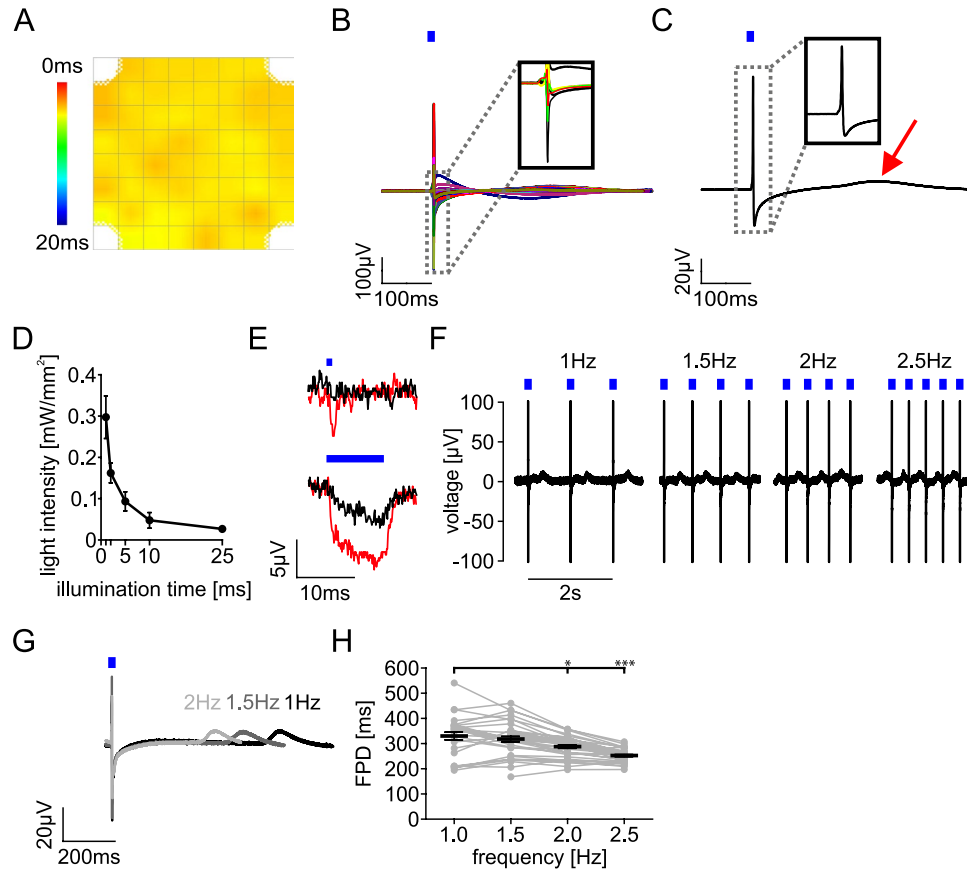 A
0ms
20ms
B
100µV
100ms
C
20µV
100ms
D
light intensity [mW/mm²]
0.4
0.3
0.2
0.1
0
0 2 5 10 25
illumination time [ms]
E
5µV
10ms
F
1Hz 1.5Hz 2Hz 2.5Hz
voltage [µV]
100
50
0
-50
-100
2s
G
2Hz 1.5Hz 1Hz
20µV
200ms
H
* ***
FPD [ms]
600
500
400
300
200
100
0
1.0 1.5 2.0 2.5
frequency [Hz]